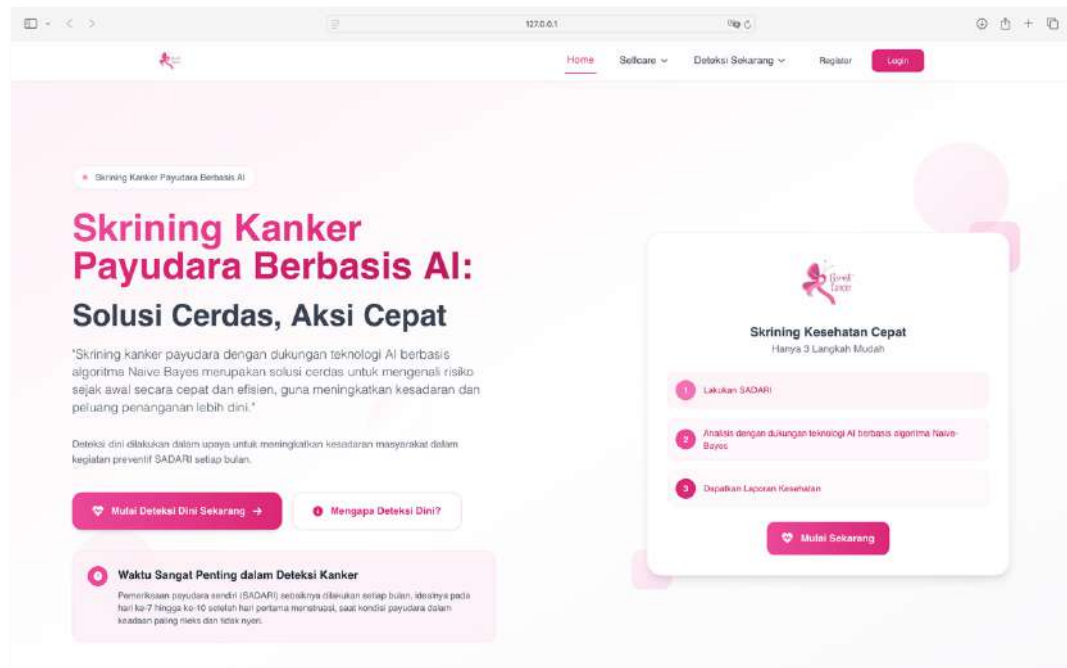 127.0.0.1
Home
Selfcare
Deteksi Sekarang
Register
Login
Skrining Kanker Payudara Berbasis AI
Skrining Kanker
Payudara Berbasis AI:
Solusi Cerdas, Aksi Cepat
"Skrining kanker payudara dengan dukungan teknologi AI berbasis
algoritma Naive Bayes merupakan solusi cerdas untuk mengenali risiko
sejak awal secara cepat dan efisien, guna meningkatkan kesadaran dan
peluang penanganan lebih dini."
Deteksi dini dilakukan dalam upaya untuk meningkatkan kesadaran masyarakat dalam
kegiatan preventif SADARI setiap bulan.
Mulai Deteksi Dini Sekarang →
Mengapa Deteksi Dini?
Waktu Sangat Penting dalam Deteksi Kanker
Pemeriksaan payudara sendiri (SADARI) sebaiknya dilakukan setiap bulan, idealnya pada
hari ke-7 hingga ke-10 setelah hari pertama menstruasi, saat kondisi payudara dalam
keadaan paling rileks dan tidak nyeri.
Breast
Cancer
Skrining Kesehatan Cepat
Hanya 3 Langkah Mudah
1 Lakukan SADARI
2 Analisis dengan dukungan teknologi AI berbasis algoritma Naive-
Bayes
3 Dapatkan Laporan Kesehatan
Mulai Sekarang